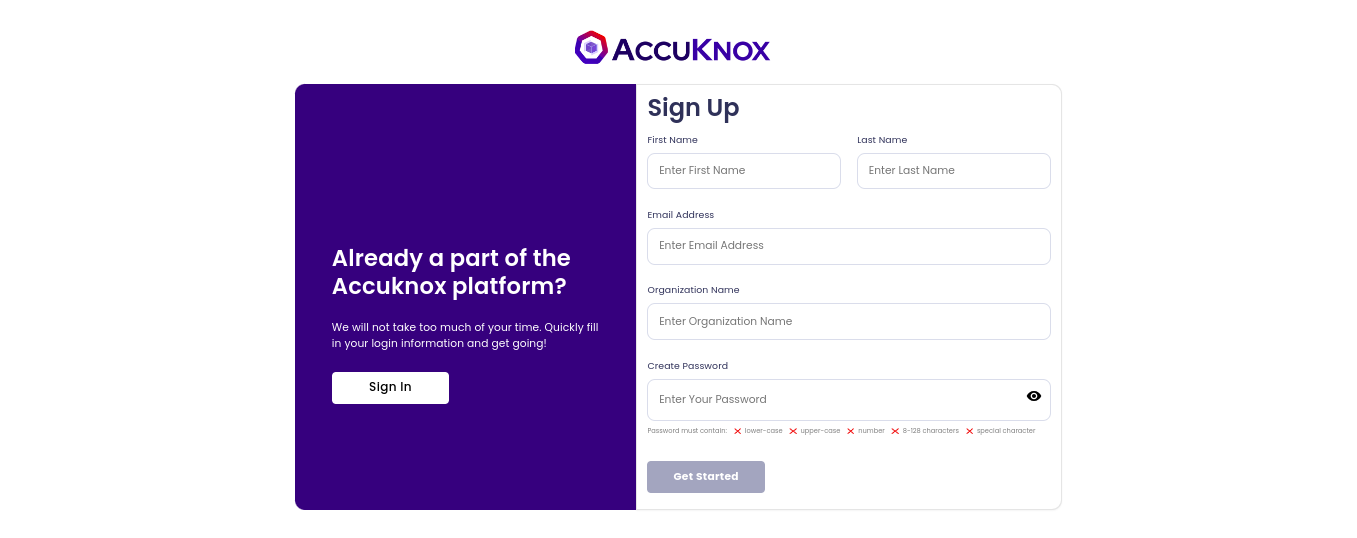 ACCUKNOX
Already a part of the
Accuknox platform?
We will not take too much of your time. Quickly fill
in your login information and get going!
Sign In
Sign Up
First Name
Last Name
Enter First Name
Enter Last Name
Email Address
Enter Email Address
Organization Name
Enter Organization Name
Create Password
Enter Your Password
Password must contain: lower-case upper-case number 8-128 characters special character
Get Started